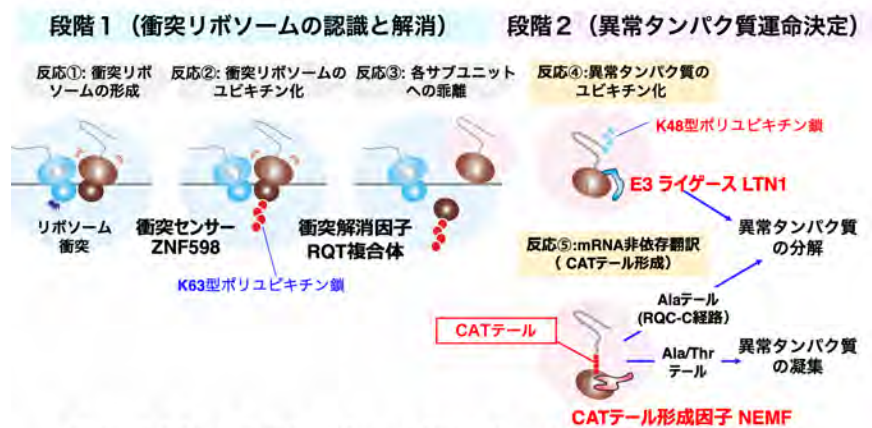 段階1（衝突リボソームの認識と解消）
段階2（異常タンパク質運命決定）
反応①: 衝突リボ
ソームの形成
反応②: 衝突リボソームの
ユビキチン化
反応③: 各サブユニット
への乖離
反応④:異常タンパク質の
ユビキチン化
K48型ポリユビキチン鎖
E3 ライゲース LTN1
リボソーム
衝突
衝突センサー
ZNF598
衝突解消因子
RQT複合体
K63型ポリユビキチン鎖
反応⑤:mRNA非依存翻訳
（ CATテール形成）
異常タンパク質
の分解
Alaテール
(RQC-C経路）
CATテール
Ala/Thr
テール
異常タンパク質
の凝集
CATテール形成因子 NEMF